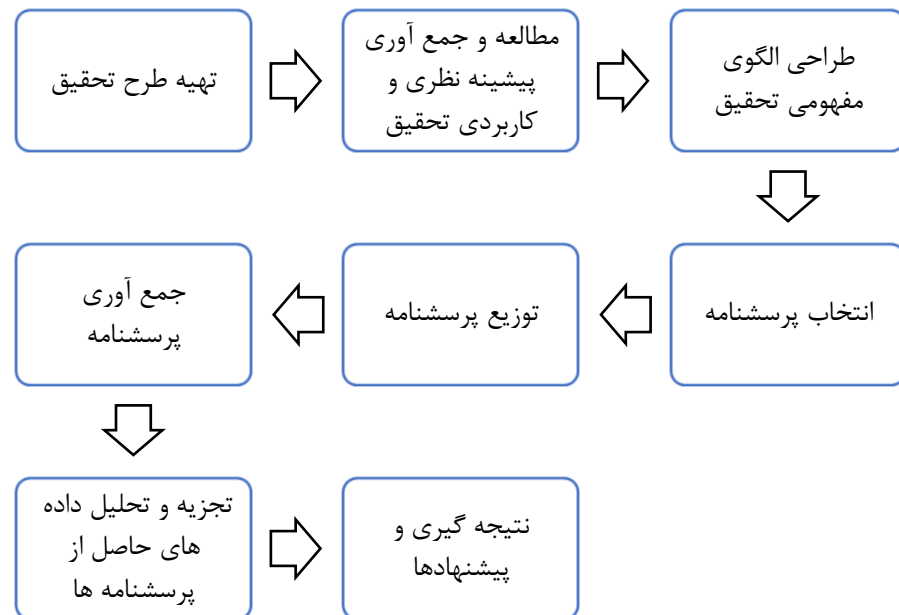 تهیه طرح تحقیق
مطالعه و جمع آوری
پیشینه نظری و
کاربردی تحقیق
طراحی الگوی
مفهومی تحقیق
انتخاب پرسشنامه
توزیع پرسشنامه
جمع آوری
پرسشنامه
تجزیه و تحلیل داده
های حاصل از
پرسشنامه ها
نتیجه گیری و
پیشنهادها